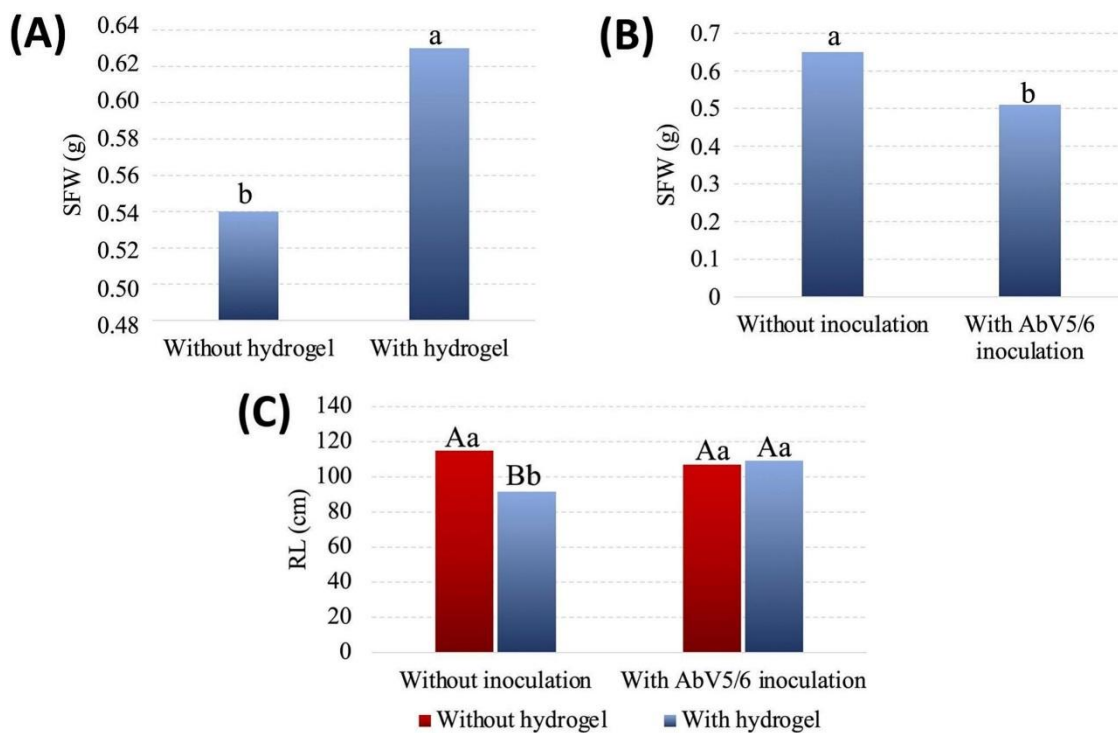 (A)
0.64
0.62
0.60
0.58
0.56
0.54
0.52
0.50
0.48
SFW (g)
b
a
Without hydrogel
With hydrogel
(B)
0.7
0.6
0.5
0.4
0.3
0.2
0.1
0
SFW (g)
a
b
Without inoculation
With AbV5/6
inoculation
(C)
140
120
100
80
60
40
20
0
RL (cm)
Aa
Bb
Aa
Aa
Without inoculation
With AbV5/6 inoculation
Without hydrogel
With hydrogel